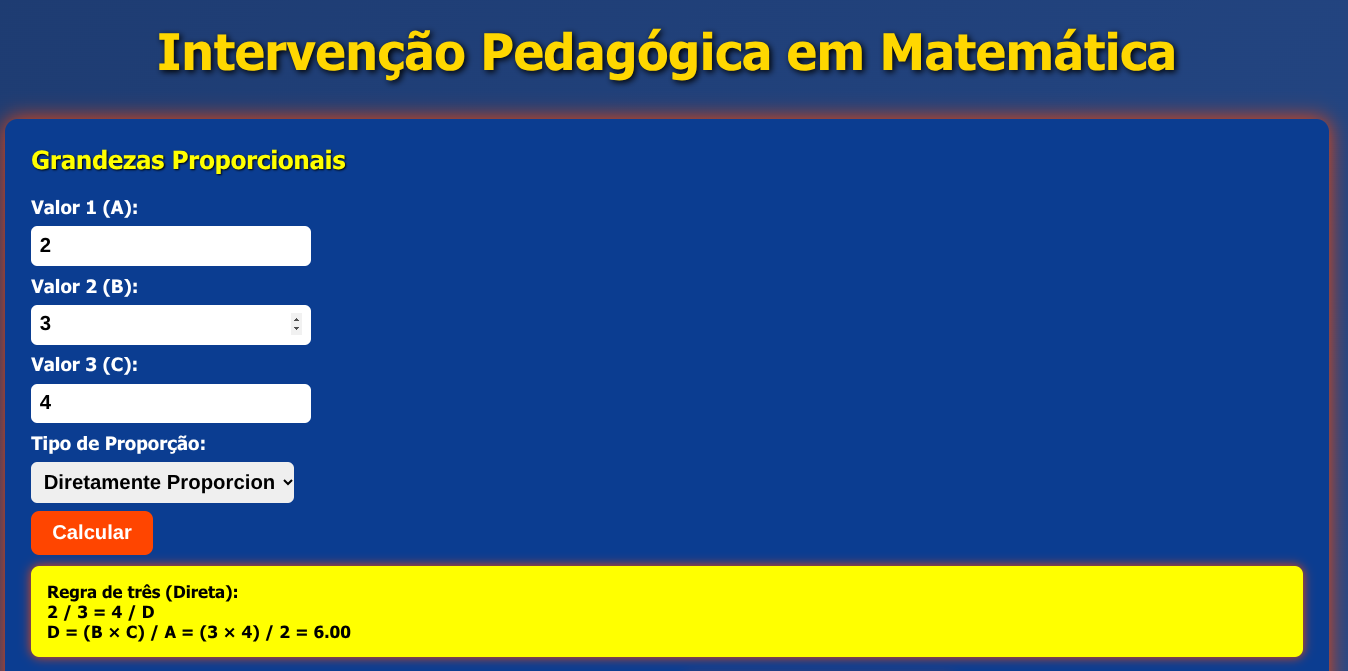 Intervenção Pedagógica em Matemática
Grandezas Proporcionais
Valor 1 (A):
2
Valor 2 (B):
3
Valor 3 (C):
4
Tipo de Proporção:
Diretamente Proporcion
Calcular
Regra de três (Direta):
2 / 3 = 4 / D
D = (B × C) / A = (3 × 4) / 2 = 6.00